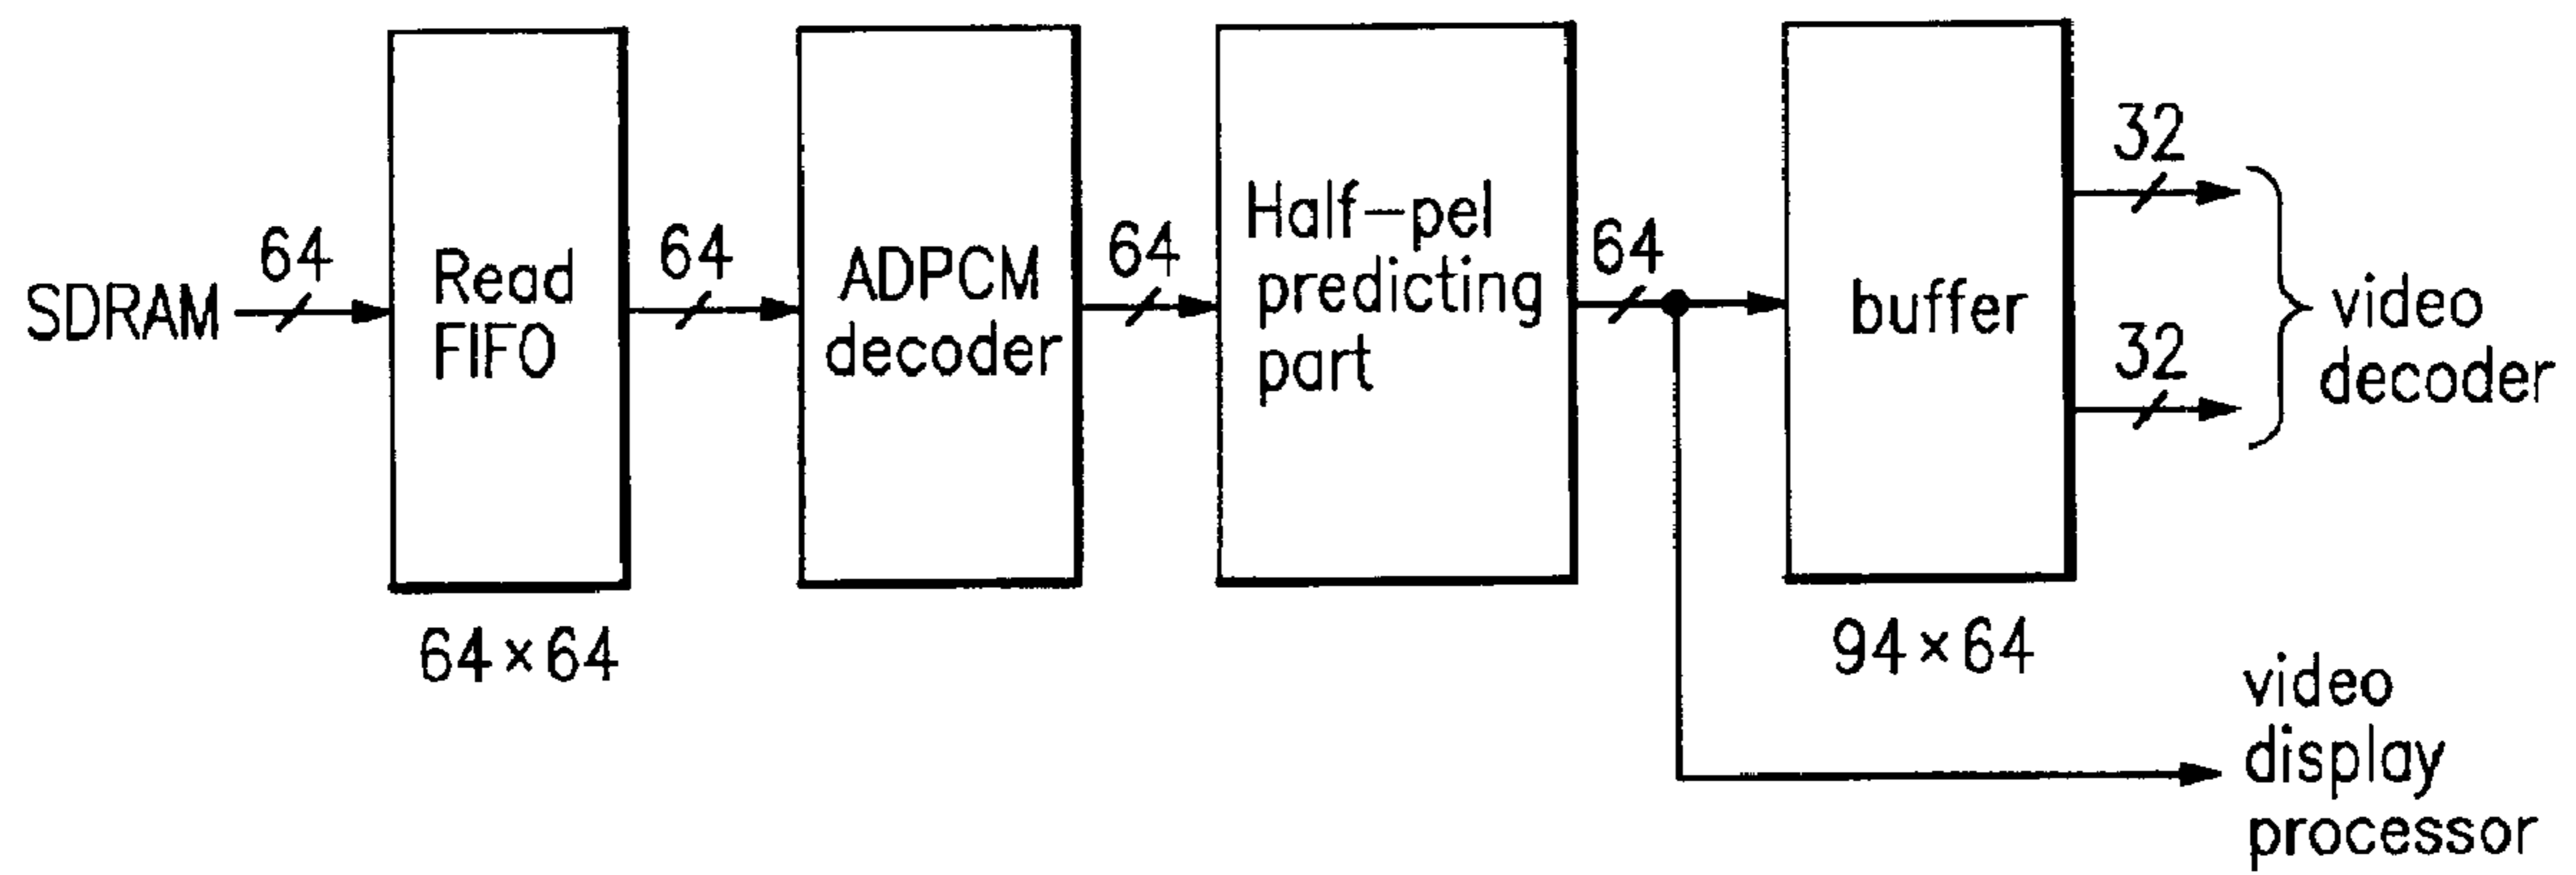 SDRAM
64
Read
FIFO
64×64
64
ADPCM
decoder
64
Half-pel
predicting
part
64
buffer
94×64
32
32
video
decoder
video
display
processor